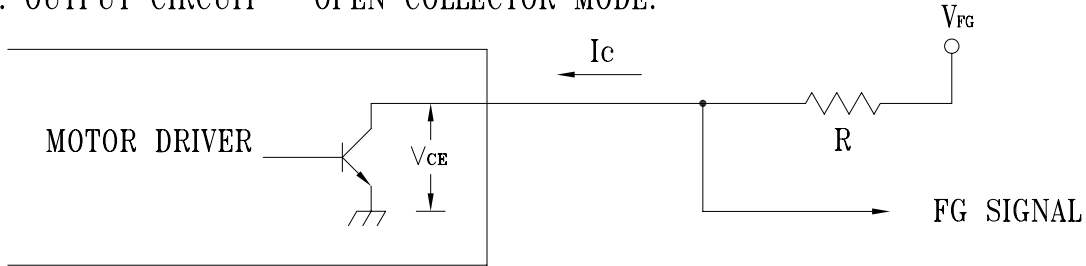 OUTPUT CIRCUIT OPEN COLLECTOR MODE:
VFG
Ic
MOTOR DRIVER
VCE
R
FG SIGNAL